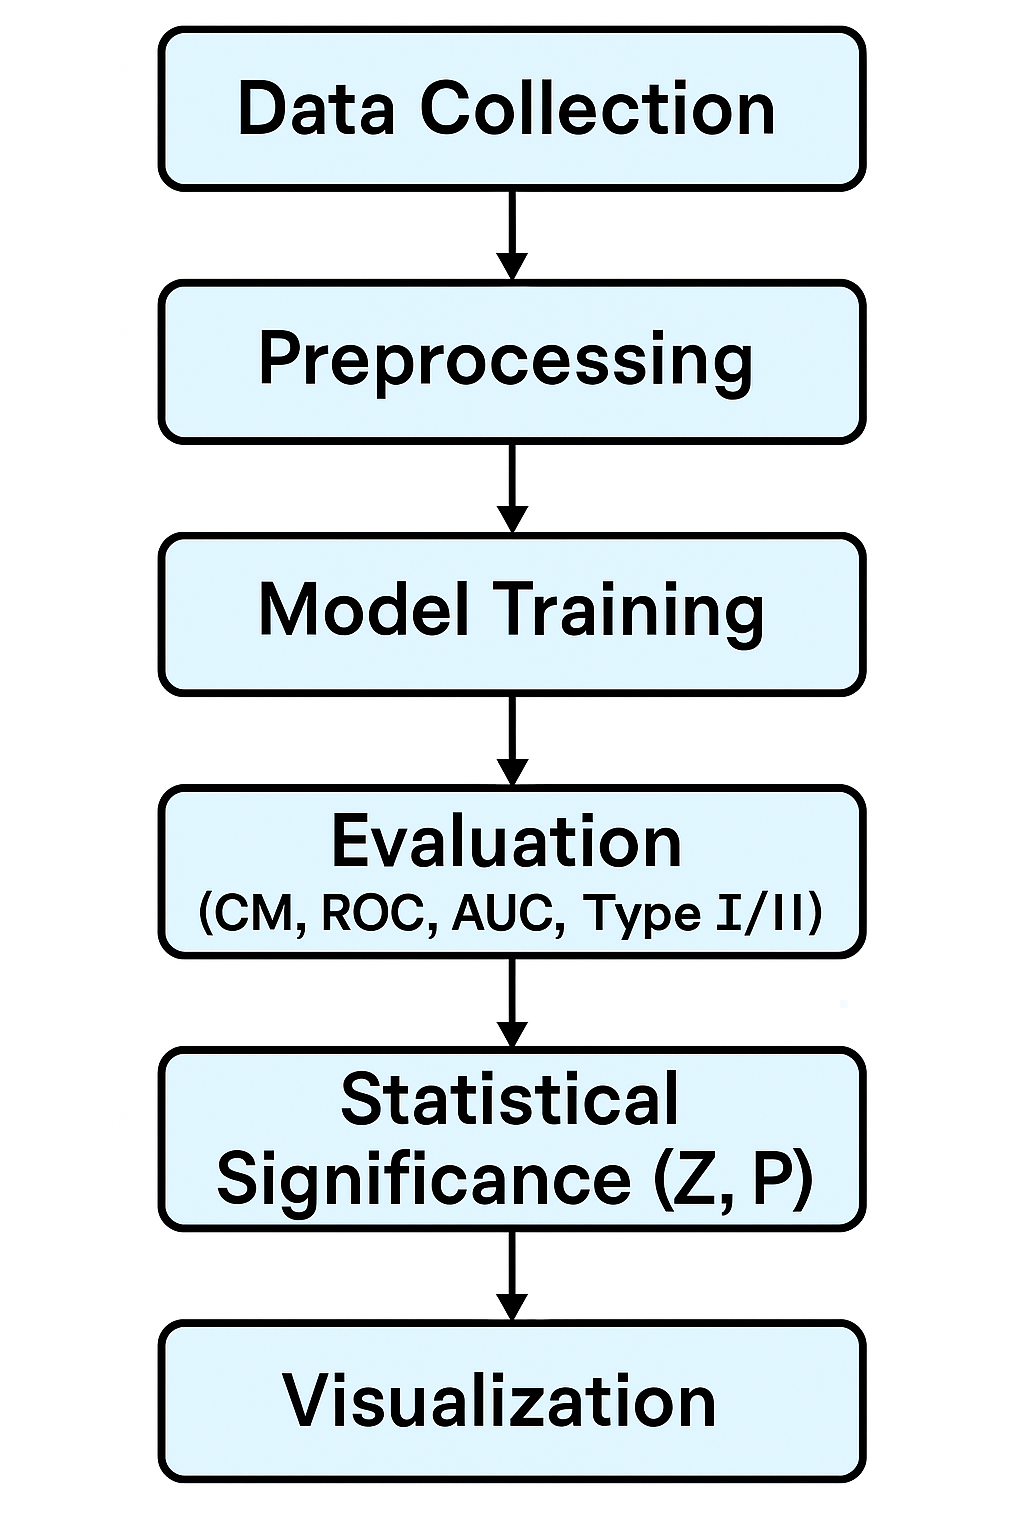 Data Collection
Preprocessing
Model Training
Evaluation
(CM, ROC, AUC, Type I/II)
Statistical
Significance (Z, P)
Visualization